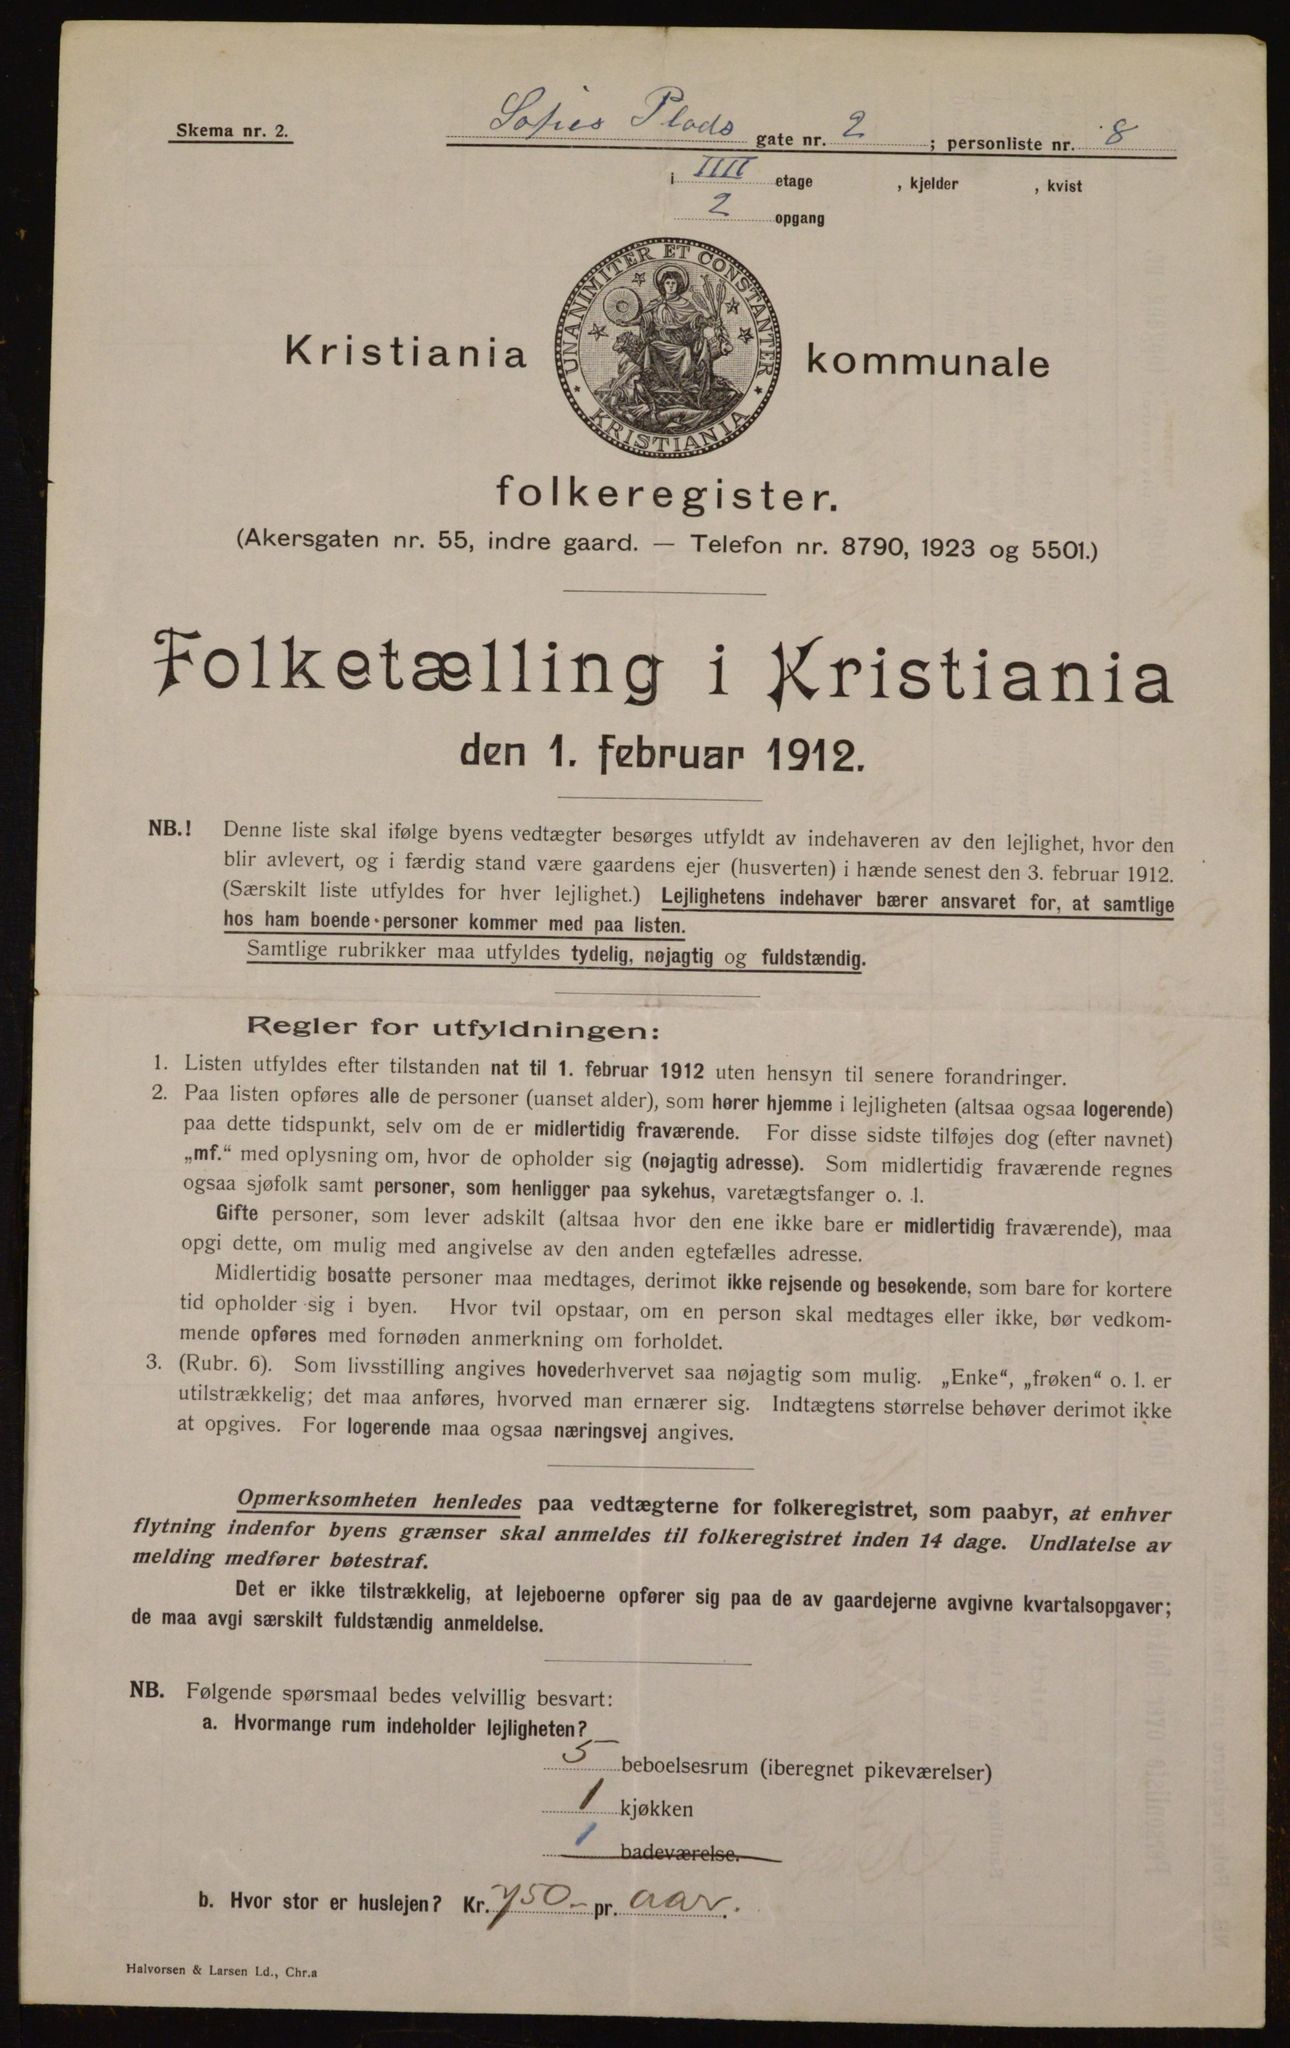 Skema nr. 2.
Sofies Plads gate nr. 2 ; personliste nr. 8
i IIII etage , kjelder , kvist
2 opgang
UNANIMITER ET CONSTANTER
KRISTIANIA
Kristiania kommunale
folkeregister.
(Akersgaten nr. 55, indre gaard. — Telefon nr. 8790, 1923 og 5501.)
Folketælling i Kristiania
den 1. februar 1912.
NB.! Denne liste skal ifølge byens vedtægter besørges utfyldt av indehaveren av den lejlighet, hvor den
blir avlevert, og i færdig stand være gaardens ejer (husverten) i hænde senest den 3. februar 1912.
(Særskilt liste utfyldes for hver lejlighet.) Lejlighetens indehaver bærer ansvaret for, at samtlige
hos ham boende personer kommer med paa listen.
Samtlige rubrikker maa utfyldes tydelig, nøjagtig og fuldstændig.
Regler for utfyldningen:
1. Listen utfyldes efter tilstanden nat til 1. februar 1912 uten hensyn til senere forandringer.
2. Paa listen opføres alle de personer (uanset alder), som hører hjemme i lejligheten (altsaa ogsaa logerende)
paa dette tidspunkt, selv om de er midlertidig fraværende. For disse sidste tilføjes dog (efter navnet)
„mf.“ med oplysning om, hvor de opholder sig (nøjagtig adresse). Som midlertidig fraværende regnes
ogsaa sjøfolk samt personer, som henligger paa sykehus, varetægtsfanger o. l.
Gifte personer, som lever adskilt (altsaa hvor den ene ikke bare er midlertidig fraværende), maa
opgi dette, om mulig med angivelse av den anden egtefælles adresse.
Midlertidig bosatte personer maa medtages, derimot ikke rejsende og besøkende, som bare for kortere
tid opholder sig i byen. Hvor tvil opstaar, om en person skal medtages eller ikke, bør vedkom-
mende opføres med fornøden anmerkning om forholdet.
3. (Rubr. 6). Som livsstilling angives hovederhvervet saa nøjagtig som mulig. „Enke“, „frøken“ o. l. er
utilstrækkelig; det maa anføres, hvorved man ernærer sig. Indtægtens størrelse behøver derimot ikke
at opgives. For logerende maa ogsaa næringsvej angives.
Opmerksomheten henledes paa vedtægterne for folkeregistret, som paabyr, at enhver
flytning indenfor byens grænser skal anmeldes til folkeregistret inden 14 dage. Undlatelse av
melding medfører bøtestraf.
Det er ikke tilstrækkelig, at lejeboerne opfører sig paa de av gaardejerne avgivne kvartalsopgaver;
de maa avgi særskilt fuldstændig anmeldelse.
NB. Følgende spørsmaal bedes velvillig besvart:
a. Hvormange rum indeholder lejligheten?
5 beboelsesrum (iberegnet pikeværelser)
1 kjøkken
1 badeværelse.
b. Hvor stor er huslejen? Kr. 750.- pr. aar.
Halvorsen & Larsen Ld., Chr.a